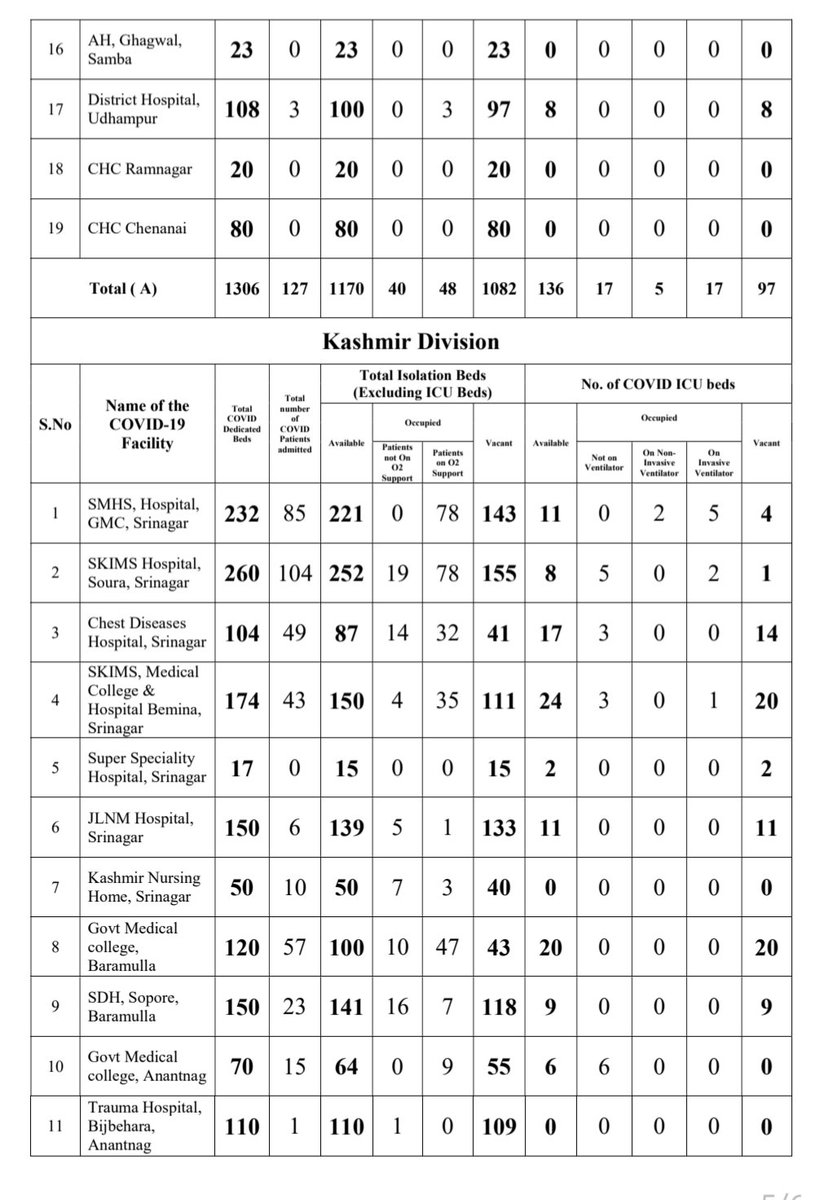 16 AH, Ghagwal, Samba 23 0 23 0 0 23 0 0 0 0 0
17 District Hospital, Udhampur 108 3 100 0 3 97 8 0 0 0 8
18 CHC Ramnagar 20 0 20 0 0 20 0 0 0 0 0
19 CHC Chenanai 80 0 80 0 0 80 0 0 0 0 0
Total ( A) 1306 127 1170 40 48 1082 136 17 5 17 97
Kashmir Division
S.No
Name of the COVID-19 Facility
Total COVID Dedicated Beds
Total number of COVID Patients admitted
Total Isolation Beds (Excluding ICU Beds)
Available
Occupied
Patients not On O2 Support
Patients on O2 Support
Vacant
No. of COVID ICU beds
Available
Occupied
Not on Ventilator
On Non-Invasive Ventilator
On Invasive Ventilator
Vacant
1 SMHS, Hospital, GMC, Srinagar 232 85 221 0 78 143 11 0 2 5 4
2 SKIMS Hospital, Soura, Srinagar 260 104 252 19 78 155 8 5 0 2 1
3 Chest Diseases Hospital, Srinagar 104 49 87 14 32 41 17 3 0 0 14
4 SKIMS, Medical College & Hospital Bemina, Srinagar 174 43 150 4 35 111 24 3 0 1 20
5 Super Speciality Hospital, Srinagar 17 0 15 0 0 15 2 0 0 0 2
6 JLNM Hospital, Srinagar 150 6 139 5 1 133 11 0 0 0 11
7 Kashmir Nursing Home, Srinagar 50 10 50 7 3 40 0 0 0 0 0
8 Govt Medical college, Baramulla 120 57 100 10 47 43 20 0 0 0 20
9 SDH, Sopore, Baramulla 150 23 141 16 7 118 9 0 0 0 9
10 Govt Medical college, Anantnag 70 15 64 0 9 55 6 6 0 0 0
11 Trauma Hospital, Bijbehara, Anantnag 110 1 110 1 0 109 0 0 0 0 0